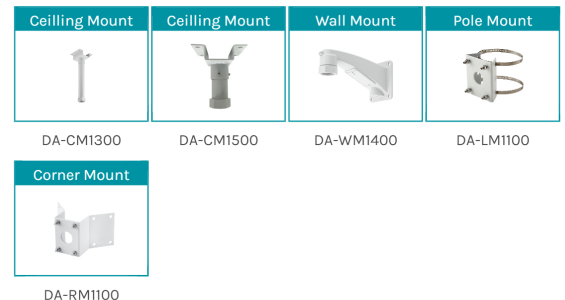 Ceilling Mount
Ceilling Mount
Wall Mount
Pole Mount
DA-CM1300
DA-CM1500
DA-WM1400
DA-LM1100
Corner Mount
DA-RM1100